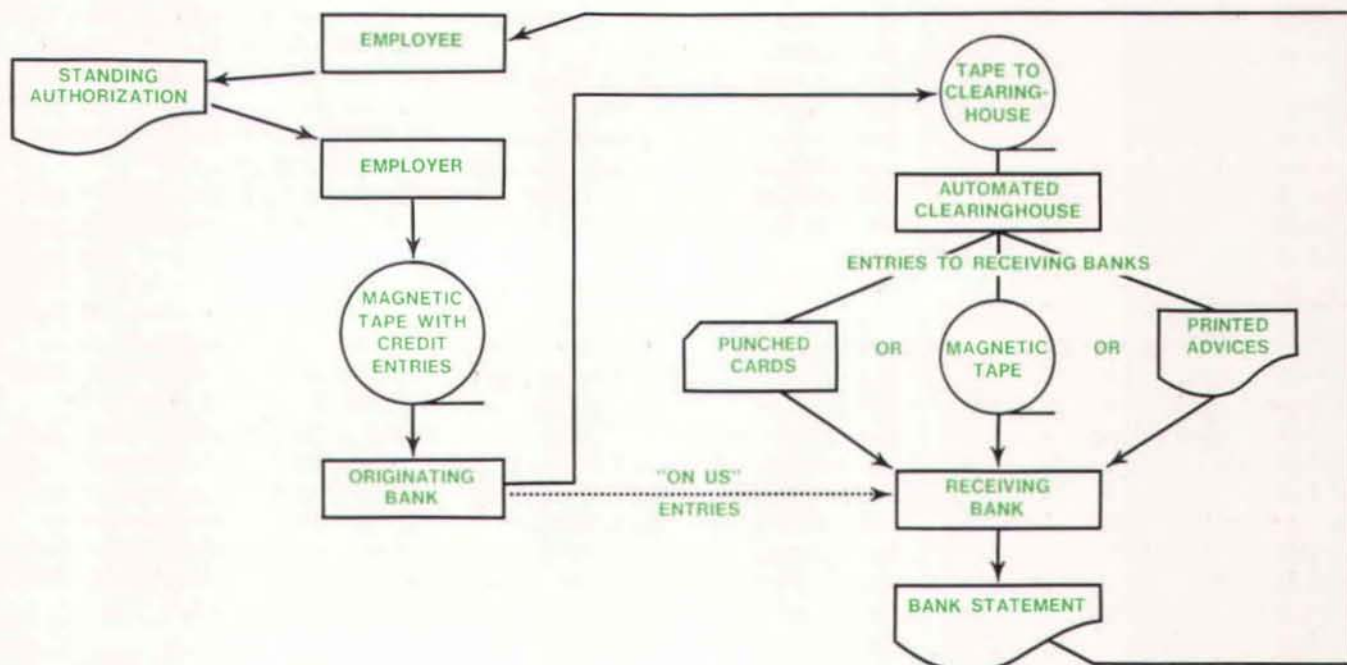 EMPLOYEE
STANDING
AUTHORIZATION
EMPLOYER
MAGNETIC
TAPE WITH
CREDIT
ENTRIES
ORIGINATING
BANK
"ON US"
ENTRIES
TAPE TO
CLEARING-
HOUSE
AUTOMATED
CLEARINGHOUSE
ENTRIES TO RECEIVING BANKS
PUNCHED
CARDS
OR
MAGNETIC
TAPE
OR
PRINTED
ADVICES
RECEIVING
BANK
BANK STATEMENT